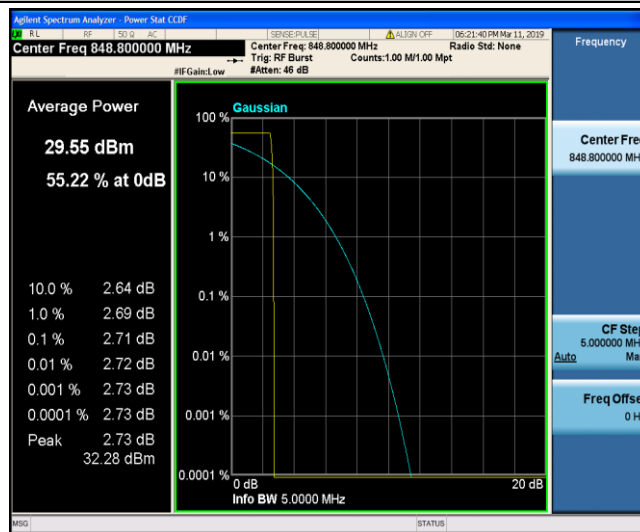 Agilent Spectrum Analyzer - Power Stat CCDF
RL RF 50 Ω AC SENSE:PULSE ALIGN OFF 06:21:40 PM Mar 11, 2019
Center Freq 848.800000 MHz
Center Freq: 848.800000 MHz Radio Std: None
Trig: RF Burst Counts:1.00 M/1.00 Mpt
#IFGain:Low #Atten: 46 dB
Frequency
Average Power
29.55 dBm
55.22 % at 0dB
10.0 % 2.64 dB
1.0 % 2.69 dB
0.1 % 2.71 dB
0.01 % 2.72 dB
0.001 % 2.73 dB
0.0001 % 2.73 dB
Peak 2.73 dB
32.28 dBm
Gaussian
100 %
10 %
1 %
0.1 %
0.01 %
0.001 %
0.0001 %
0 dB 20 dB
Info BW 5.0000 MHz
Center Fre
848.800000 MH
CF Step
5.000000 MH
Auto Ma
Freq Offse
0 H
MSG STATUS